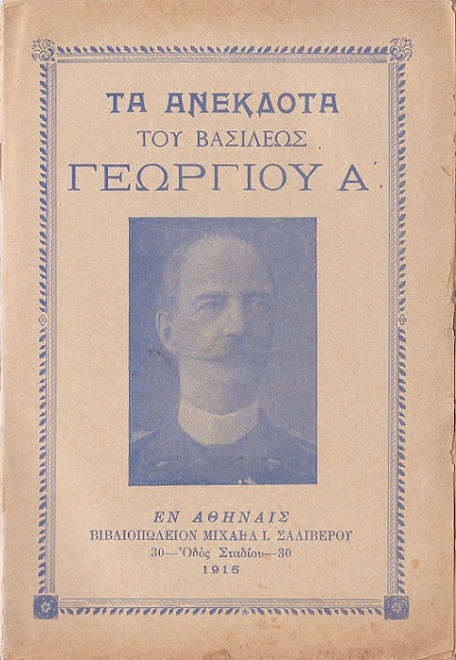 ΤΑ ΑΝΕΚΔΟΤΑ
ΤΟΥ ΒΑΣΙΛΕΩΣ
ΓΕΩΡΓΙΟΥ Α΄
ΕΝ ΑΘΗΝΑΙΣ
ΒΙΒΛΙΟΠΩΛΕΙΟΝ ΜΙΧΑΗΛ Ι. ΣΑΛΙΒΕΡΟΥ
30—Ὁδὸς Σταδίου—30
1915